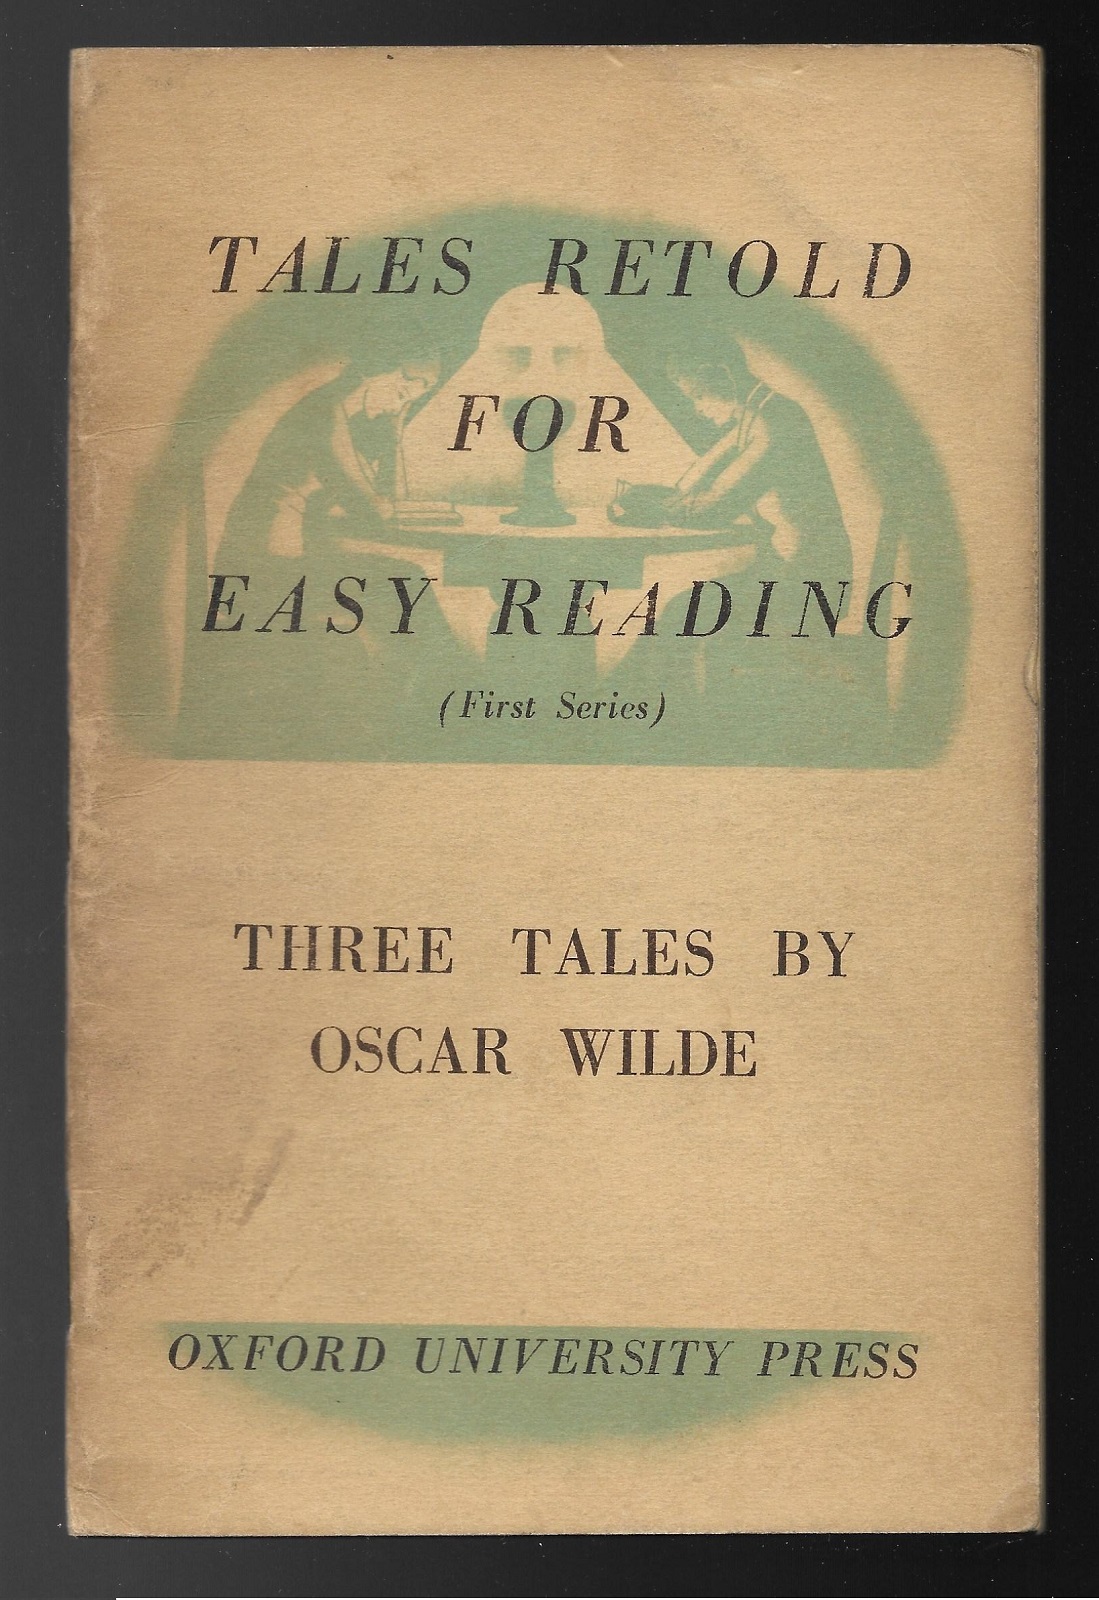 TALES RETOLD
FOR
EASY READING
(First Series)
THREE TALES BY
OSCAR WILDE
OXFORD UNIVERSITY PRESS